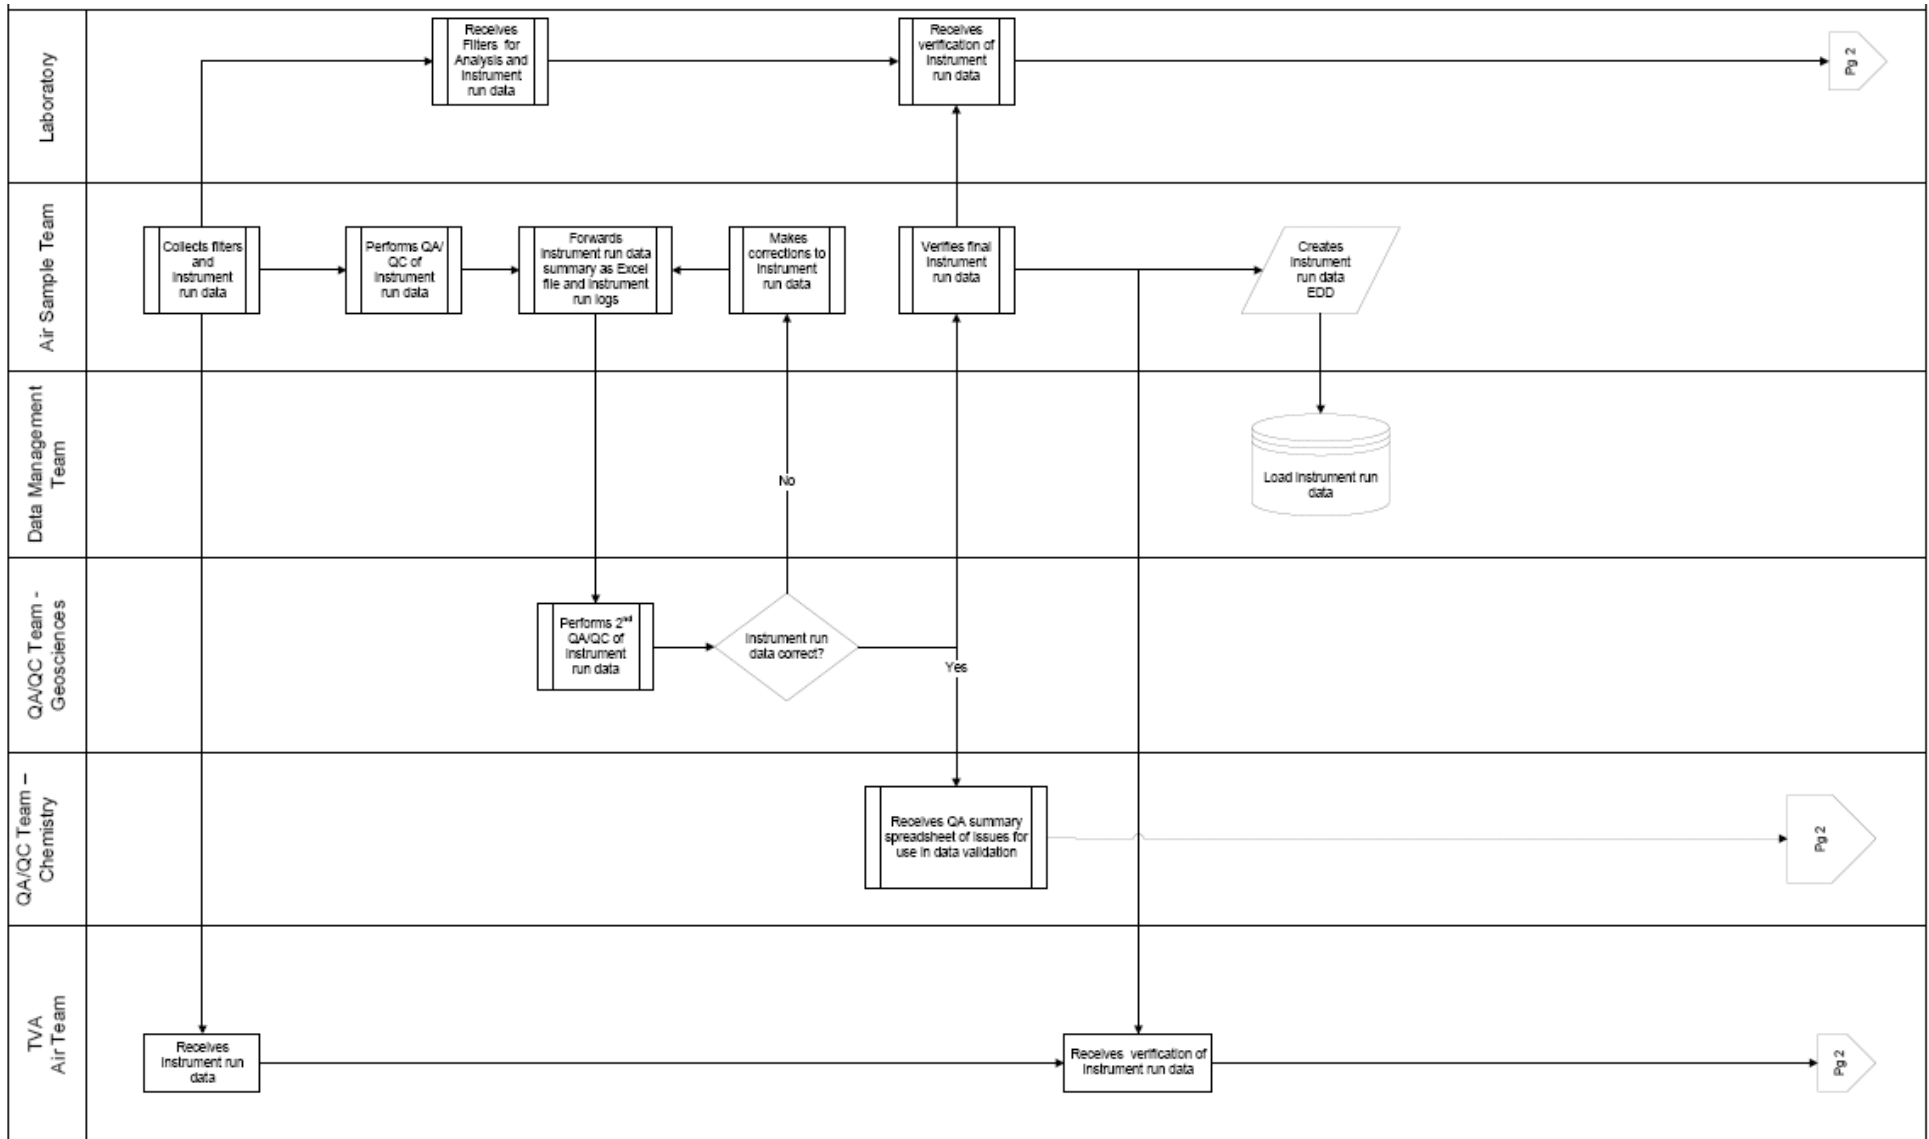 Laboratory
Receives
Filters for
Analysis and
Instrument
run data
Receives
verification of
Instrument
run data
Pg 2
Air Sample Team
Collects filters
and
Instrument
run data
Performs QA/
QC of
Instrument
run data
Forwards
Instrument run data
summary as Excel
file and Instrument
run logs
Makes
corrections to
Instrument
run data
Verifies final
Instrument
run data
Creates
Instrument
run data
EDD
Data Management
Team
No
Load Instrument run
data
QA/QC Team -
Geosciences
Performs 2nd
QA/QC of
Instrument
run data
Instrument run
data correct?
Yes
QA/QC Team –
Chemistry
Receives QA summary
spreadsheet of issues for
use in data validation
Pg 2
TVA
Air Team
Receives
Instrument run
data
Receives verification of
Instrument run data
Pg 2